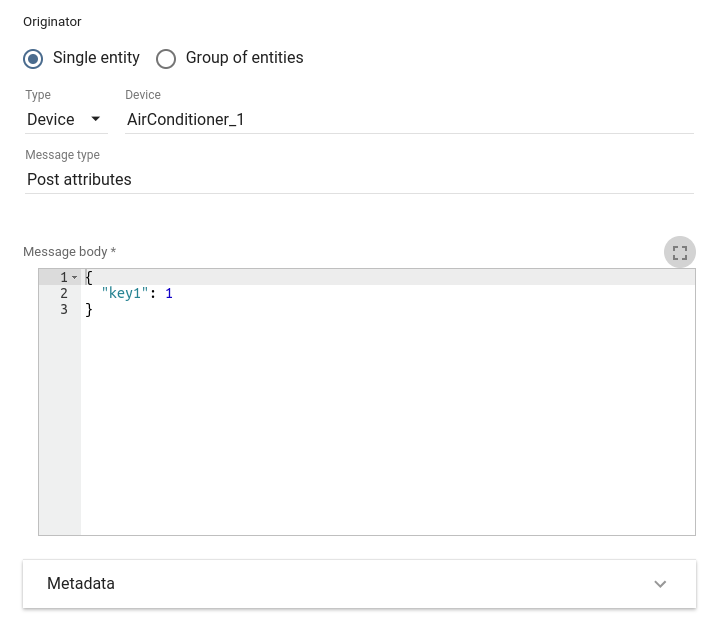 Originator
Single entity Group of entities
Type Device
Device AirConditioner_1
Message type
Post attributes
Message body *
1 {
2 "key1": 1
3 }
Metadata